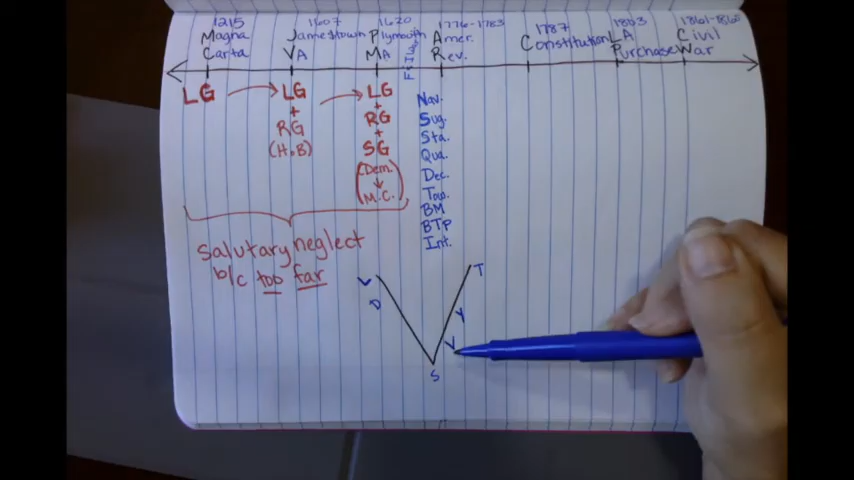 1215
Magna
Carta
1607
Jamestown
VA
1620
Plymouth
MA
1776-1783
Amer.
Rev.
1787
Constitution
1803
LA
Purchase
1861-1865
Civil
War
LG
LG
+
RG
(H.B)
LG
+
RG
+
SG
(Dem.
M.C.)
Nav.
Sug.
Sta.
Qua.
Dec.
Tow.
BM
BTP
Int.
salutary neglect
b/c too far
L
D
S
V
Y
T